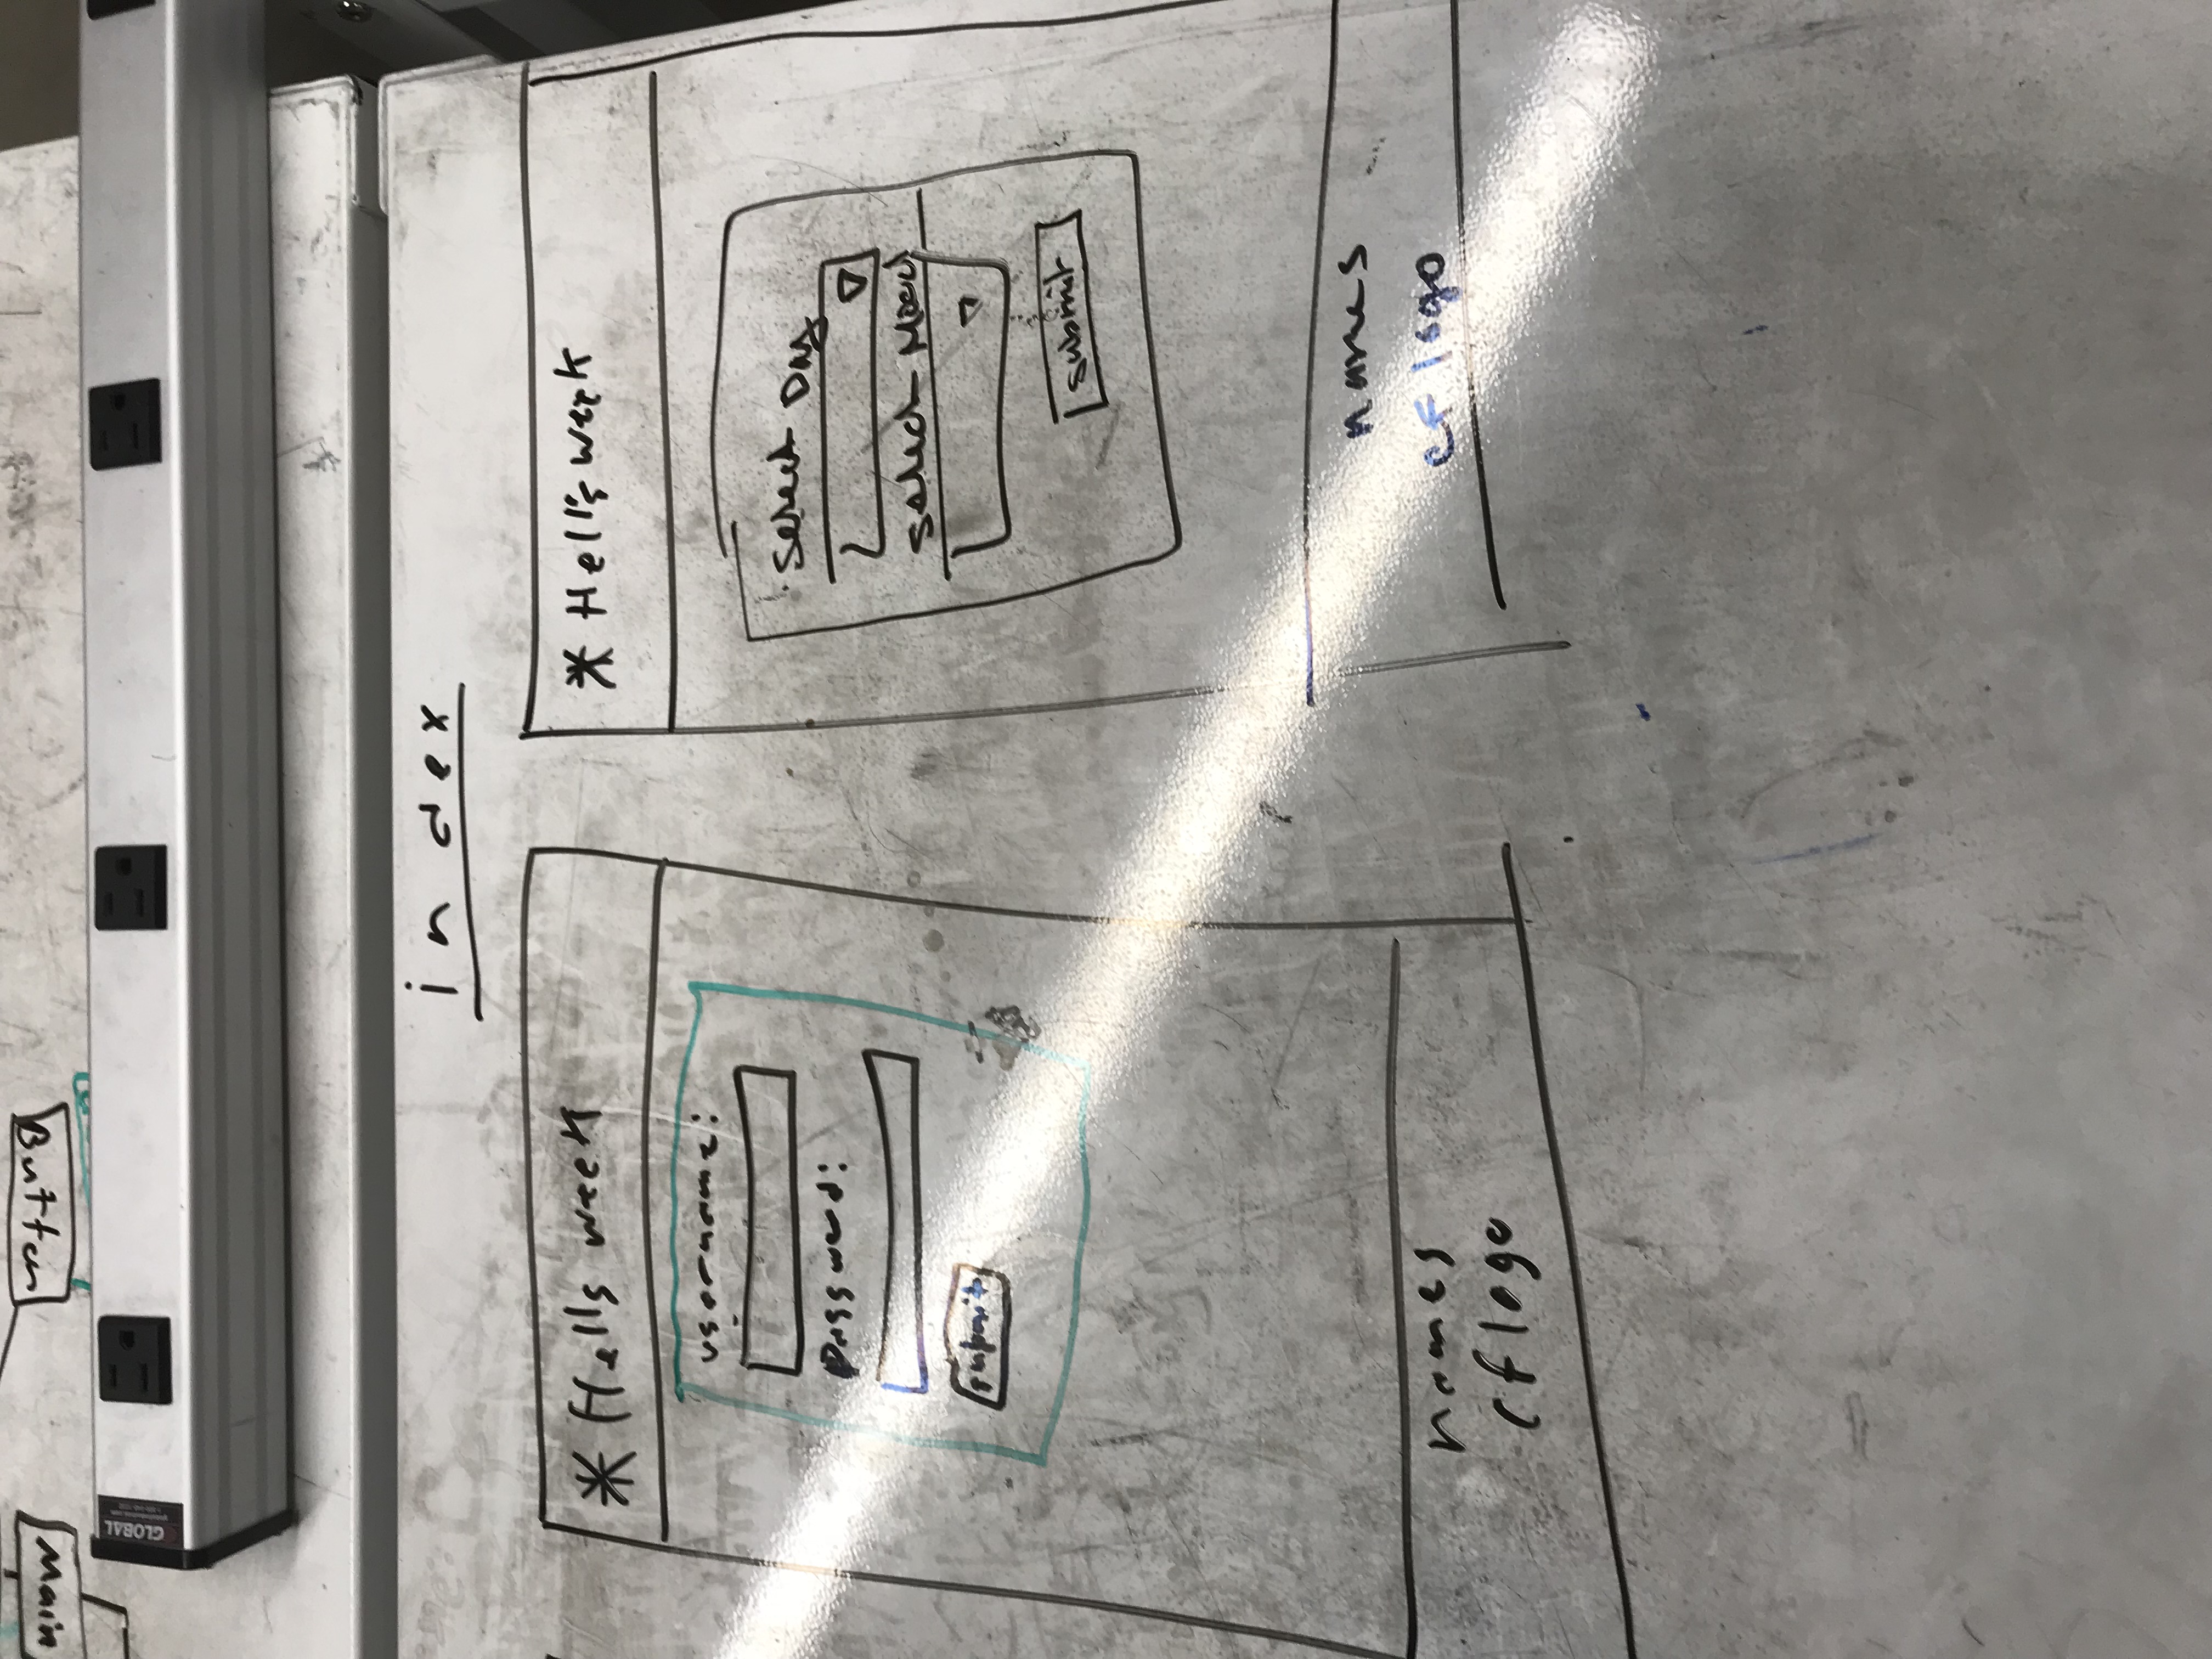 Main
Button
GLOBAL
index
* Hells week
username:
password:
submit
names
cf logo
* Hell's week
Select Day
Select Mood
submit
names
cf logo